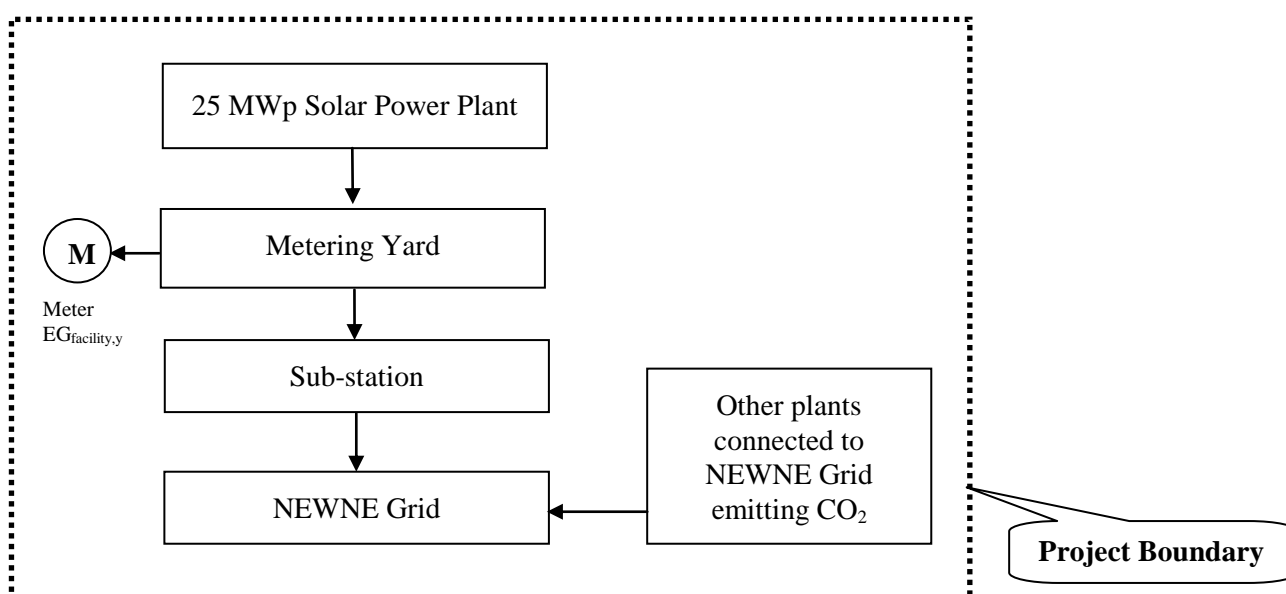 25 MWp Solar Power Plant
Metering Yard
M
Meter
EGfacility,y
Sub-station
Other plants
connected to
NEWNE Grid
emitting CO₂
NEWNE Grid
Project Boundary